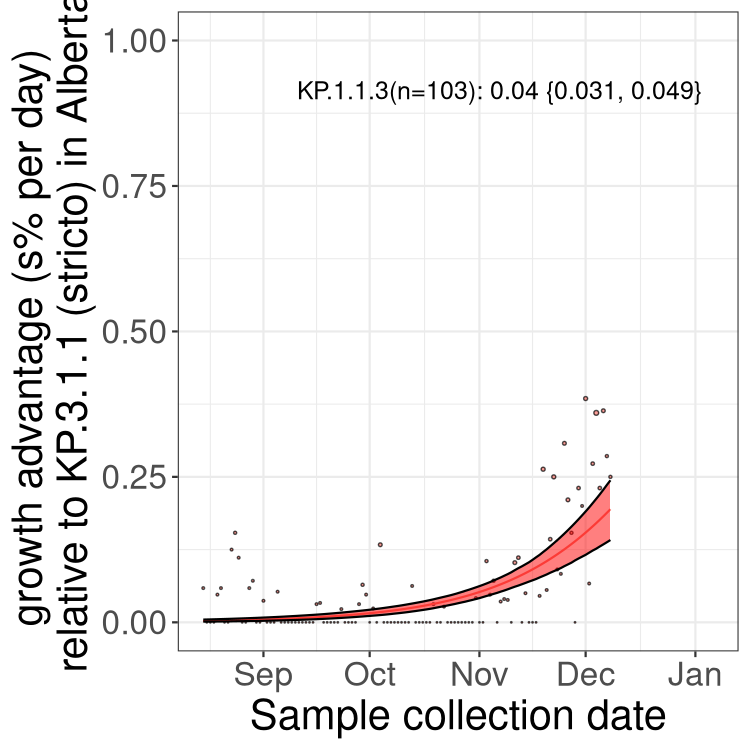 growth advantage (s% per day)
relative to KP.3.1.1 (stricto) in Alberta
1.00
KP.1.1.3(n=103): 0.04 {0.031, 0.049}
0.75
0.50
0.25
0.00
Sep Oct Nov Dec Jan
Sample collection date